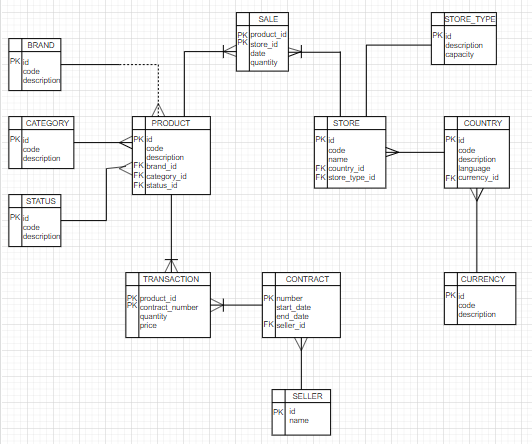 SALE
PK product_id
PK store_id
date
quantity
STORE_TYPE
PK id
description
capacity
BRAND
PK id
code
description
CATEGORY
PK id
code
description
PRODUCT
PK id
code
description
FK brand_id
FK category_id
FK status_id
STORE
PK id
code
name
FK country_id
FK store_type_id
COUNTRY
PK id
code
description
language
FK currency_id
STATUS
PK id
code
description
TRANSACTION
PK product_id
PK contract_number
quantity
price
CONTRACT
PK number
start_date
end_date
FK seller_id
CURRENCY
PK id
code
description
SELLER
PK id
name